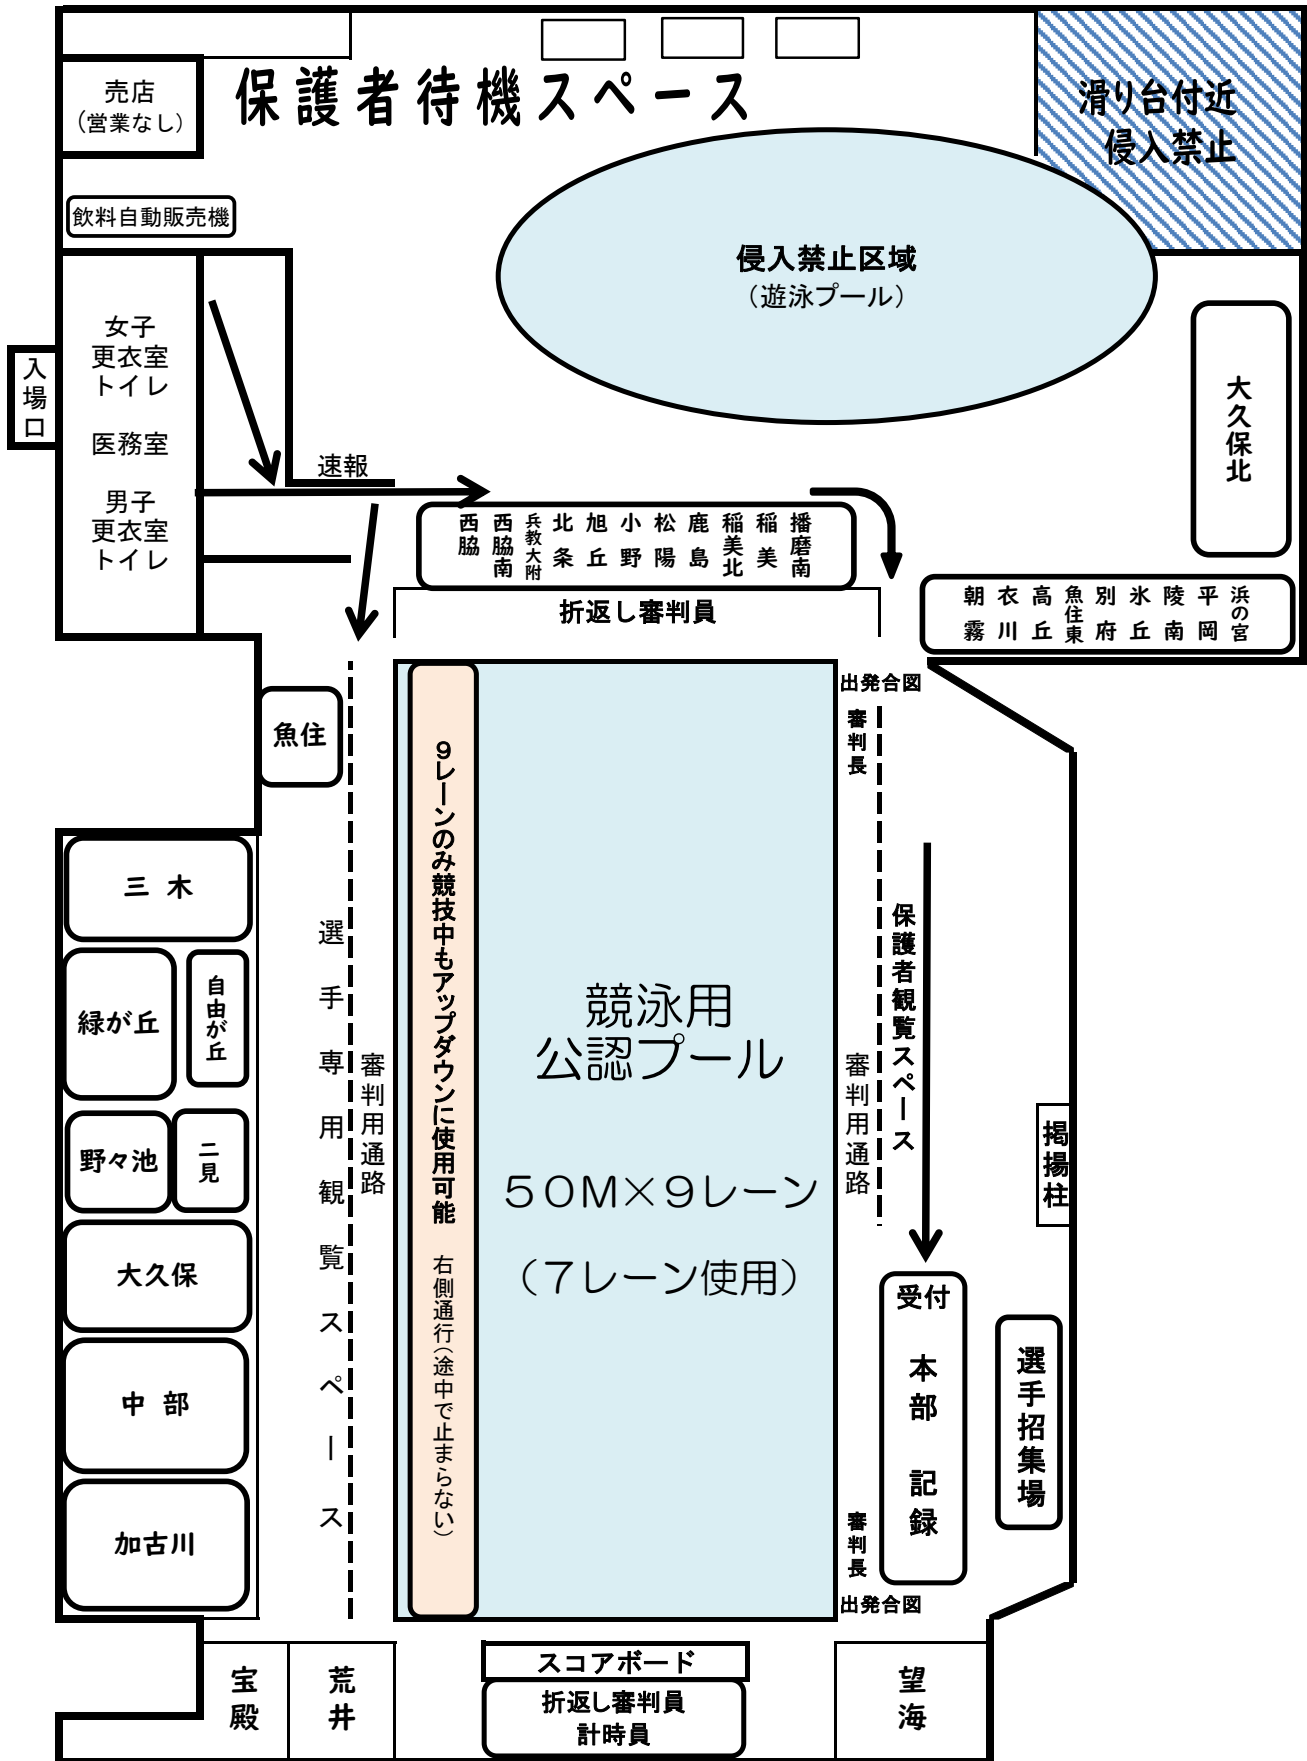 保護者待機スペース
売店
（営業なし）
滑り台付近
侵入禁止
飲料自動販売機
侵入禁止区域
（遊泳プール）
女子
更衣室
トイレ
医務室
男子
更衣室
トイレ
入場口
大久保北
速報
西脇
西脇南
兵教大附
北条
旭丘
小野
松陽
鹿島
稲美北
稲美
播磨南
折返し審判員
朝霧
衣川
高丘
魚住東
別府
氷丘
陵南
平岡
浜の宮
出発合図
審判長
魚住
9レーンのみ競技中もアップダウンに使用可能　右側通行（途中で止まらない）
三木
緑が丘
自由が丘
野々池
二見
大久保
中部
加古川
選手専用観覧スペース
審判用通路
競泳用
公認プール
５０Ｍ×９レーン
（７レーン使用）
審判用通路
保護者観覧スペース
掲揚柱
受付
本部
記録
選手招集場
審判長
出発合図
宝殿
荒井
スコアボード
折返し審判員
計時員
望海